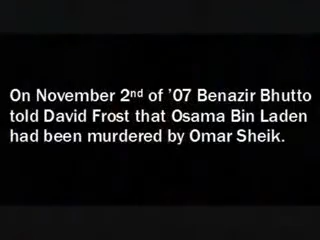 On November 2nd of ’07 Benazir Bhutto
told David Frost that Osama Bin Laden
had been murdered by Omar Sheik.